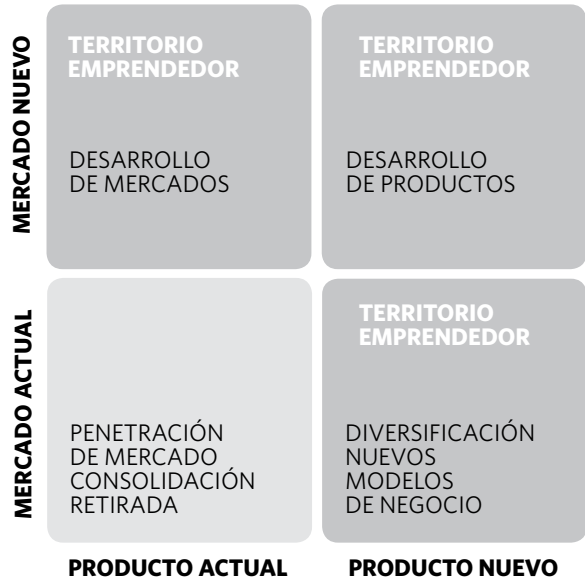 MERCADO NUEVO
TERRITORIO
EMPRENDEDOR
DESARROLLO
DE MERCADOS
TERRITORIO
EMPRENDEDOR
DESARROLLO
DE PRODUCTOS
MERCADO ACTUAL
PENETRACIÓN
DE MERCADO
CONSOLIDACIÓN
RETIRADA
TERRITORIO
EMPRENDEDOR
DIVERSIFICACIÓN
NUEVOS
MODELOS
DE NEGOCIO
PRODUCTO ACTUAL
PRODUCTO NUEVO